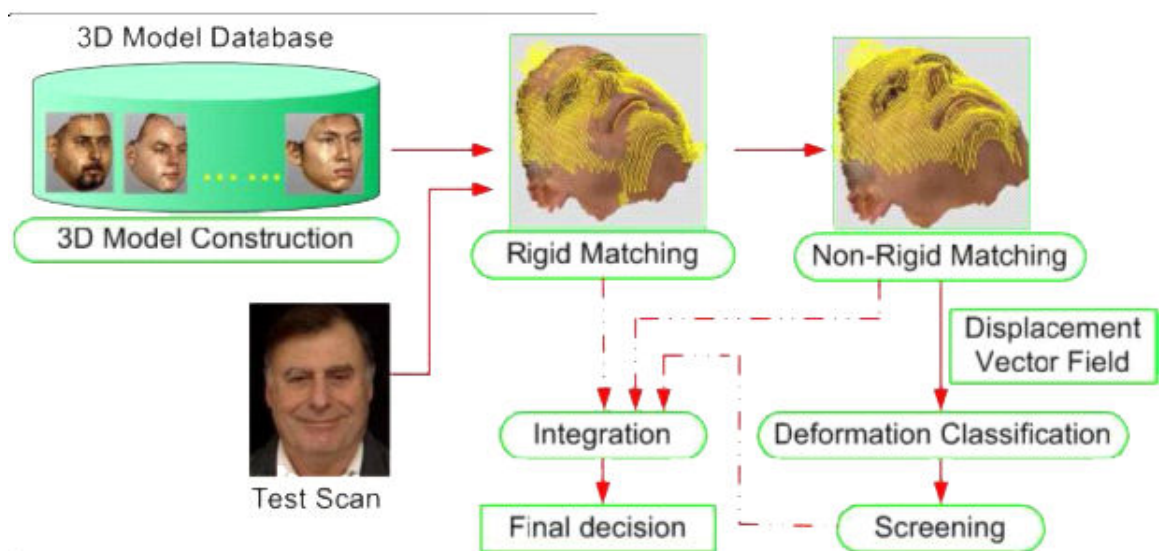 3D Model Database
... ...
3D Model Construction
Rigid Matching
Non-Rigid Matching
Displacement
Vector Field
Integration
Deformation Classification
Test Scan
Final decision
Screening